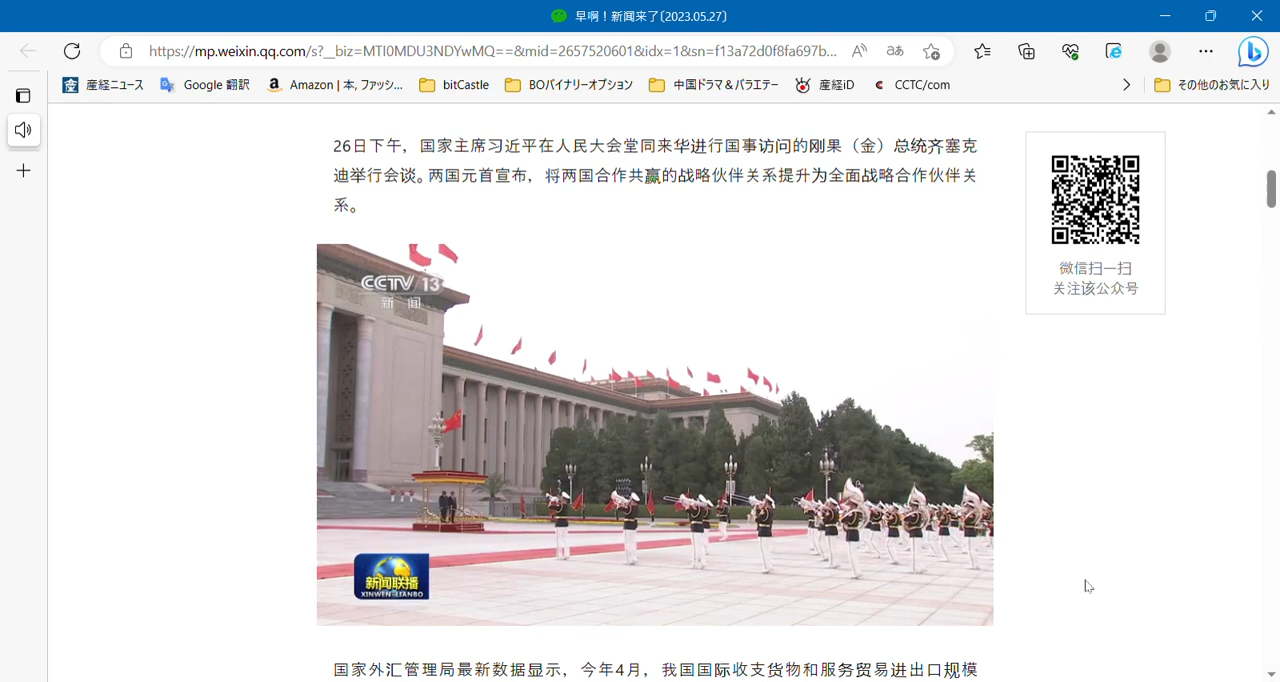 早啊！新闻来了〔2023.05.27〕
https://mp.weixin.qq.com/s?__biz=MTI0MDU3NDYwMQ==&mid=2657520601&idx=1&sn=f13a72d0f8fa697b...
産経ニュース
Google 翻訳
Amazon | 本, ファッシ...
bitCastle
BOバイナリーオプション
中国ドラマ＆バラエテー
産経iD
CCTC/com
その他のお気に入り
26日下午，国家主席习近平在人民大会堂同来华进行国事访问的刚果（金）总统齐塞克
迪举行会谈。两国元首宣布，将两国合作共赢的战略伙伴关系提升为全面战略合作伙伴关
系。
微信扫一扫
关注该公众号
CCTV 13
新 闻
新闻联播
XINWEN LIANBO
国家外汇管理局最新数据显示，今年4月，我国国际收支货物和服务贸易进出口规模